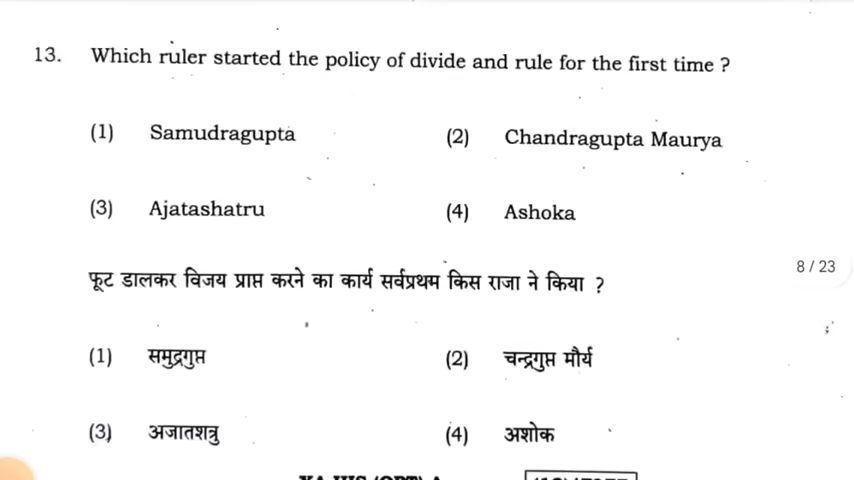 13. Which ruler started the policy of divide and rule for the first time ?
(1) Samudragupta (2) Chandragupta Maurya
(3) Ajatashatru (4) Ashoka
फूट डालकर विजय प्राप्त करने का कार्य सर्वप्रथम किस राजा ने किया ?
8 / 23
(1) समुद्रगुप्त (2) चन्द्रगुप्त मौर्य
(3) अजातशत्रु (4) अशोक